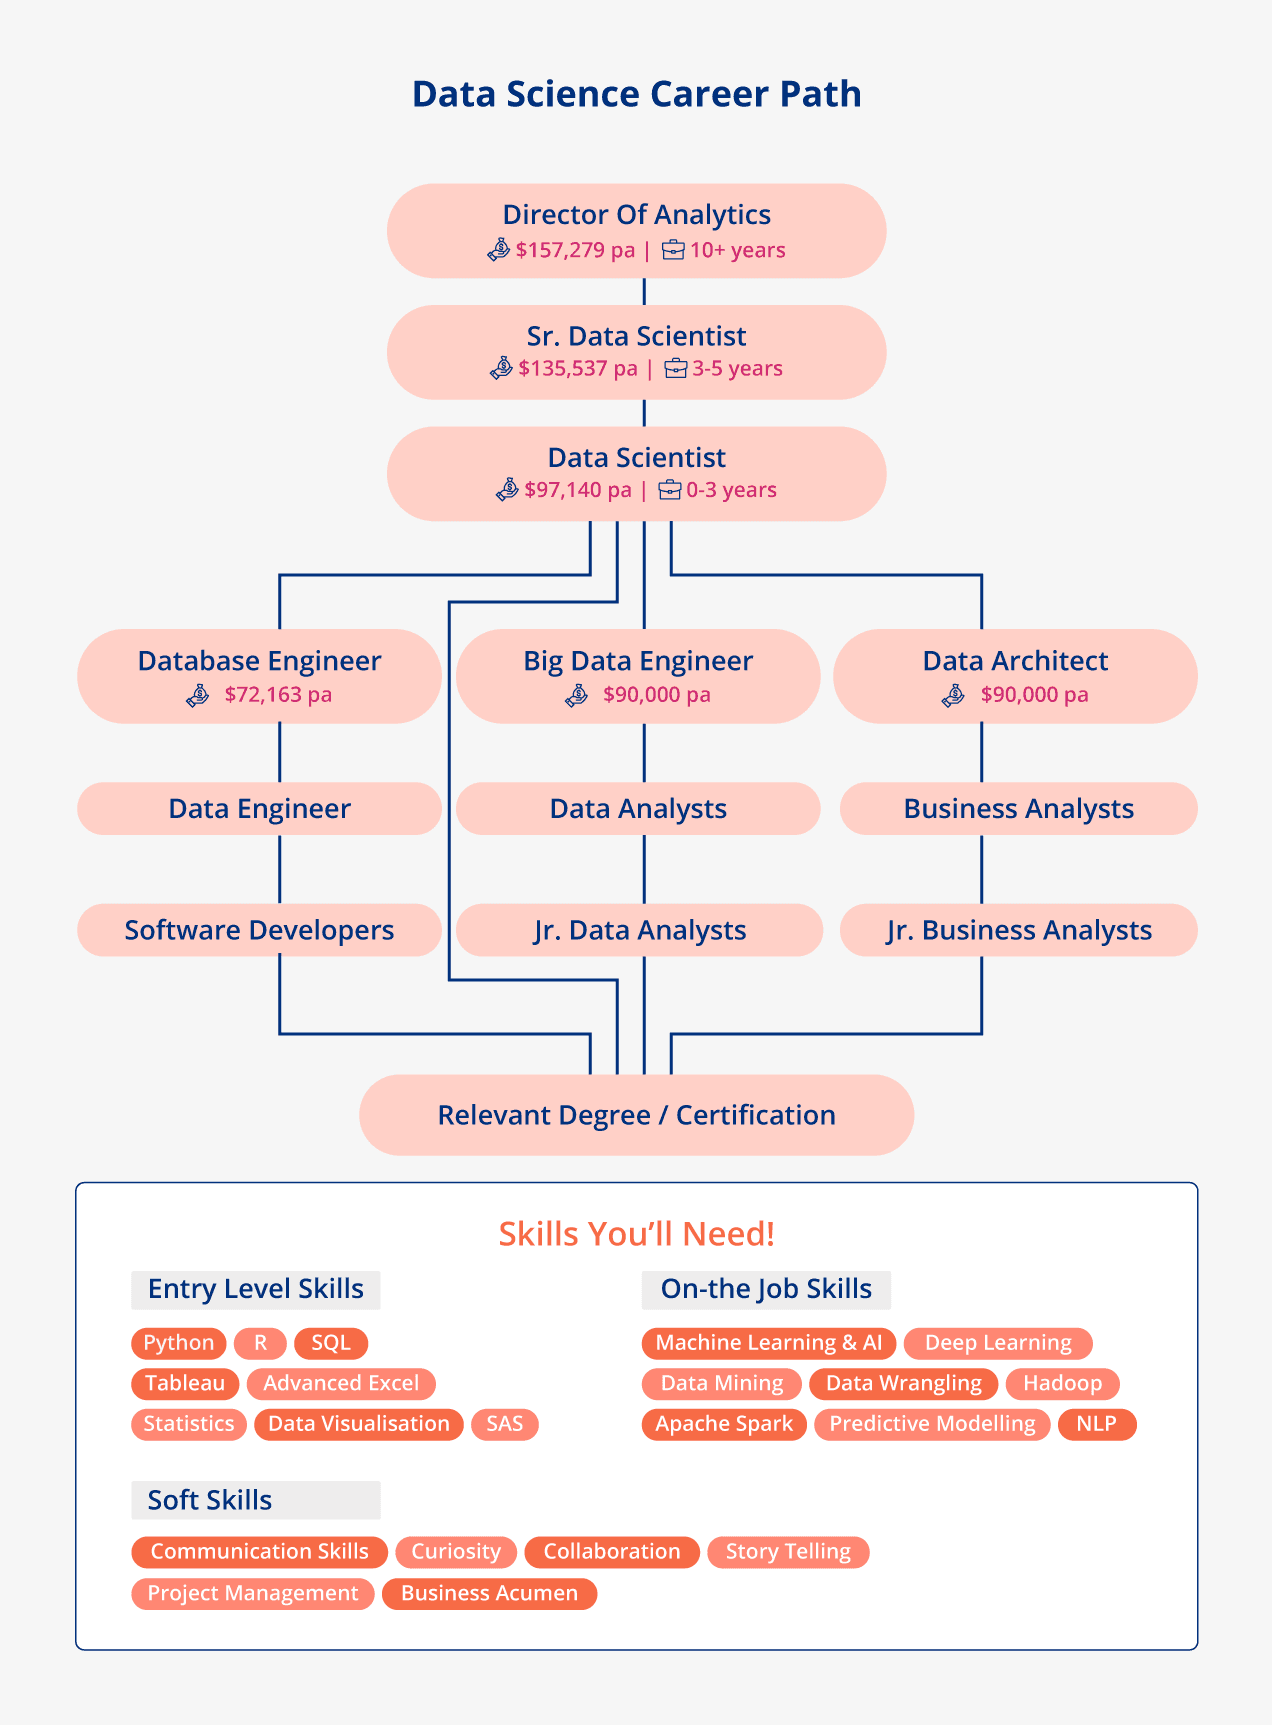 Data Science Career Path
Director Of Analytics
$157,279 pa | 10+ years
Sr. Data Scientist
$135,537 pa | 3-5 years
Data Scientist
$97,140 pa | 0-3 years
Database Engineer
$72,163 pa
Big Data Engineer
$90,000 pa
Data Architect
$90,000 pa
Data Engineer
Data Analysts
Business Analysts
Software Developers
Jr. Data Analysts
Jr. Business Analysts
Relevant Degree / Certification
Skills You’ll Need!
Entry Level Skills
Python R SQL
Tableau Advanced Excel
Statistics Data Visualisation SAS
On-the Job Skills
Machine Learning & AI Deep Learning
Data Mining Data Wrangling Hadoop
Apache Spark Predictive Modelling NLP
Soft Skills
Communication Skills Curiosity Collaboration Story Telling
Project Management Business Acumen